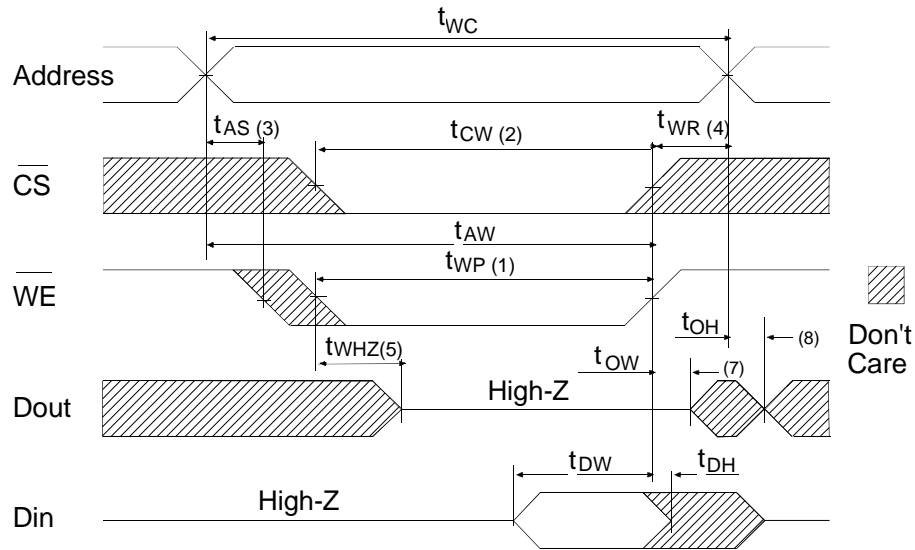 tWC
Address
tAS (3)
tCW (2)
tWR (4)
CS
tAW
tWP (1)
WE
tOH
(8)
Don't
Care
tWHZ(5)
tOW
(7)
High-Z
Dout
tDW
tDH
High-Z
Din